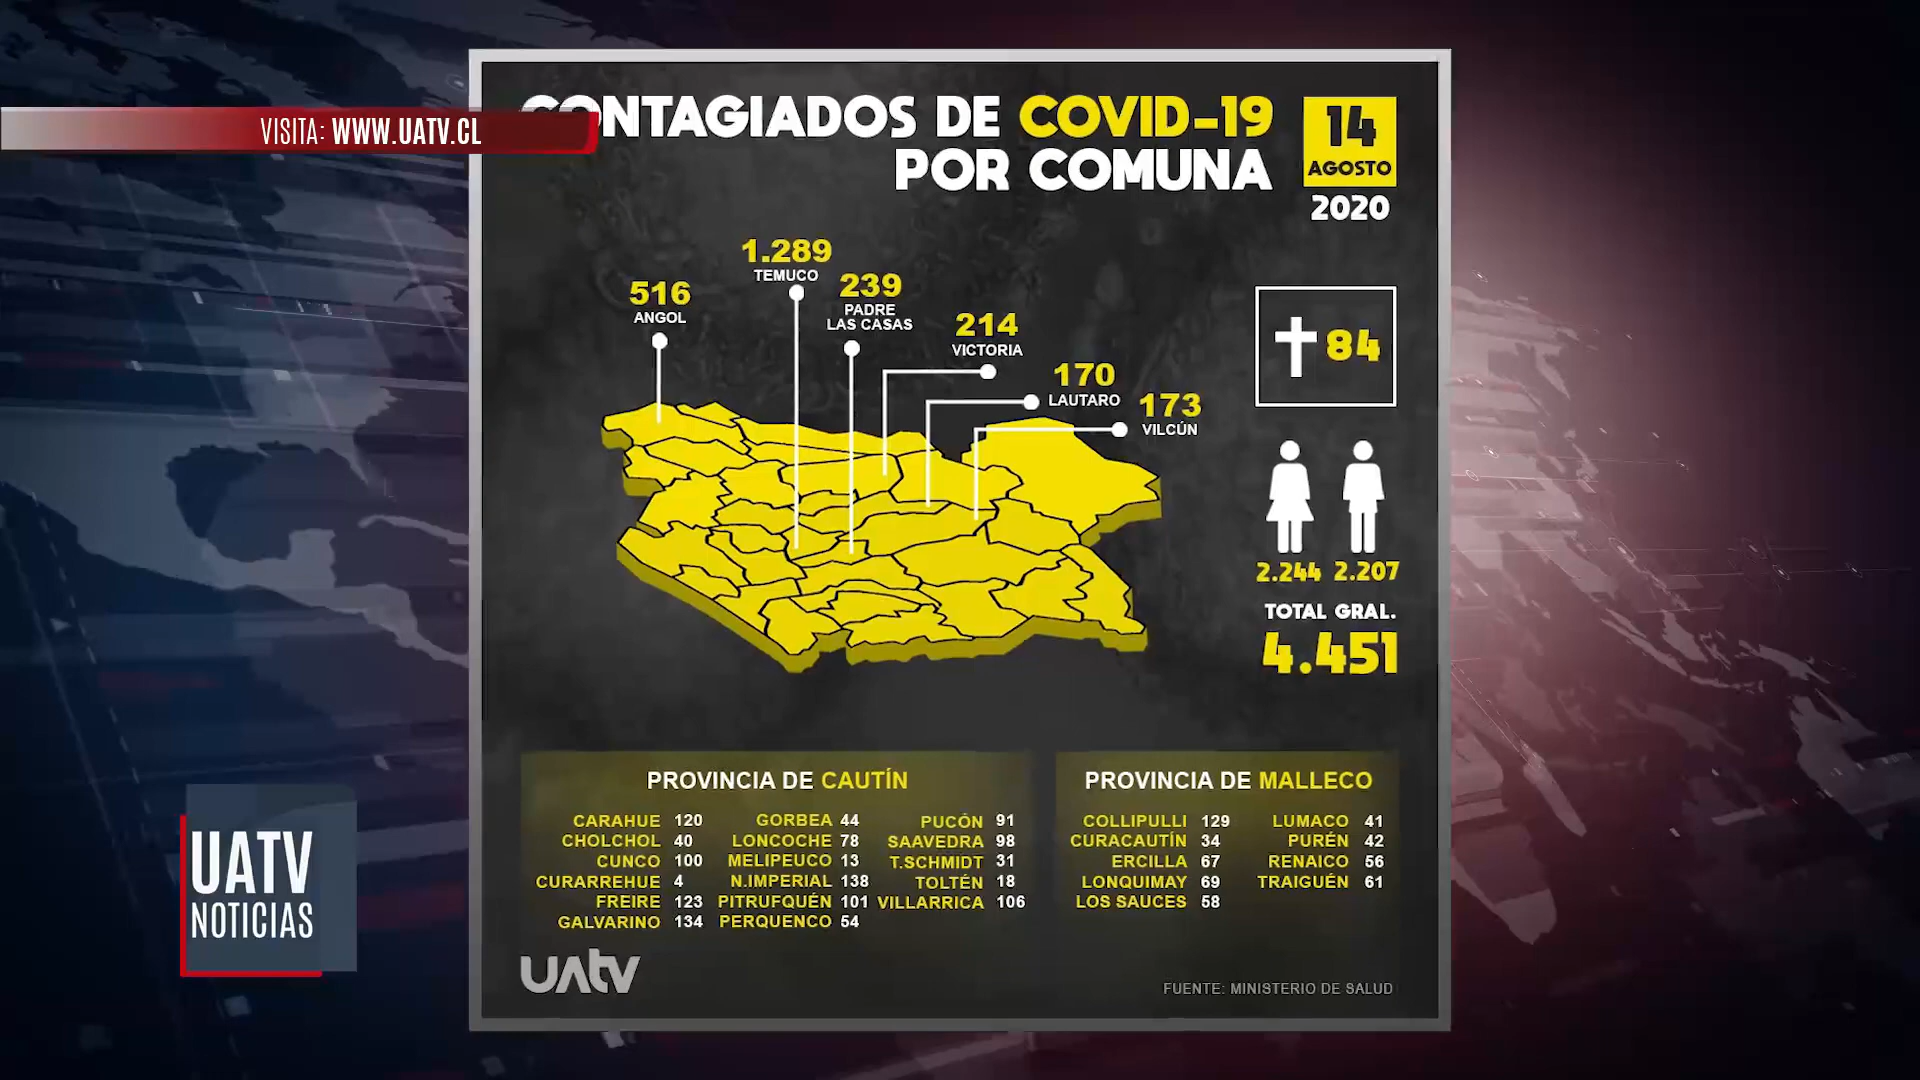 VISITA: WWW.UATV.CL
CONTAGIADOS DE COVID-19
POR COMUNA
14
AGOSTO
2020
516
ANGOL
1.289
TEMUCO
239
PADRE
LAS CASAS
214
VICTORIA
170
LAUTARO
173
VILCÚN
84
2.244 2.207
TOTAL GRAL.
4.451
PROVINCIA DE CAUTÍN
CARAHUE 120
CHOLCHOL 40
CUNCO 100
CURARREHUE 4
FREIRE 123
GALVARINO 134
GORBEA 44
LONCOCHE 78
MELIPEUCO 13
N.IMPERIAL 138
PITRUFQUÉN 101
PERQUENCO 54
PUCÓN 91
SAAVEDRA 98
T.SCHMIDT 31
TOLTÉN 18
VILLARRICA 106
PROVINCIA DE MALLECO
COLLIPULLI 129
CURACAUTÍN 34
ERCILLA 67
LONQUIMAY 69
LOS SAUCES 58
LUMACO 41
PURÉN 42
RENAICO 56
TRAIGUÉN 61
UATV
FUENTE: MINISTERIO DE SALUD
UATV
NOTICIAS